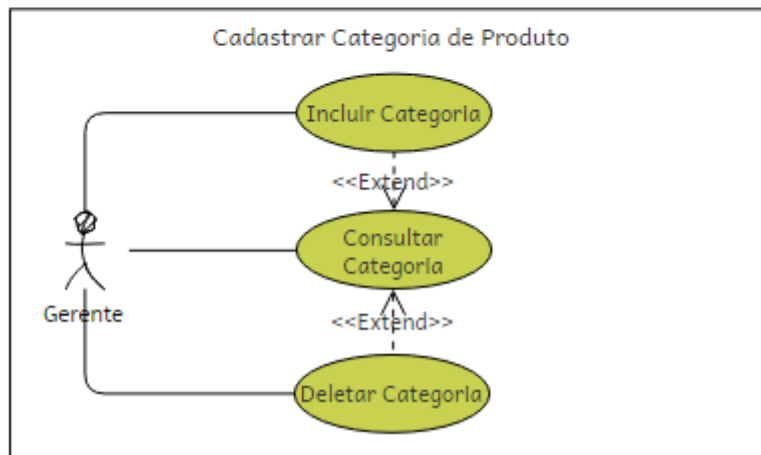 Cadastrar Categoria de Produto
Incluir Categoria
<<Extend>>
Consultar
Categoria
Gerente
<<Extend>>
Deletar Categoria